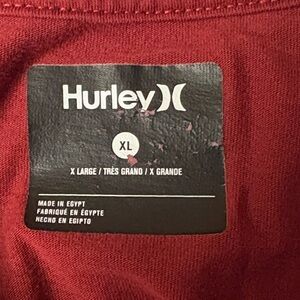 Hurley
XL
X LARGE / TRÈS GRAND / X GRANDE
MADE IN EGYPT
FABRIQUÉ EN ÉGYPTE
HECHO EN EGIPTO